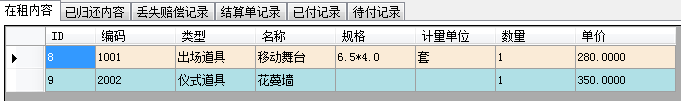 在租内容 已归还内容 丢失赔偿记录 结算单记录 已付记录 待付记录
ID 编码 类型 名称 规格 计量单位 数量 单价
8 1001 出场道具 移动舞台 6.5*4.0 套 1 280.0000
9 2002 仪式道具 花蔓墙 1 350.0000